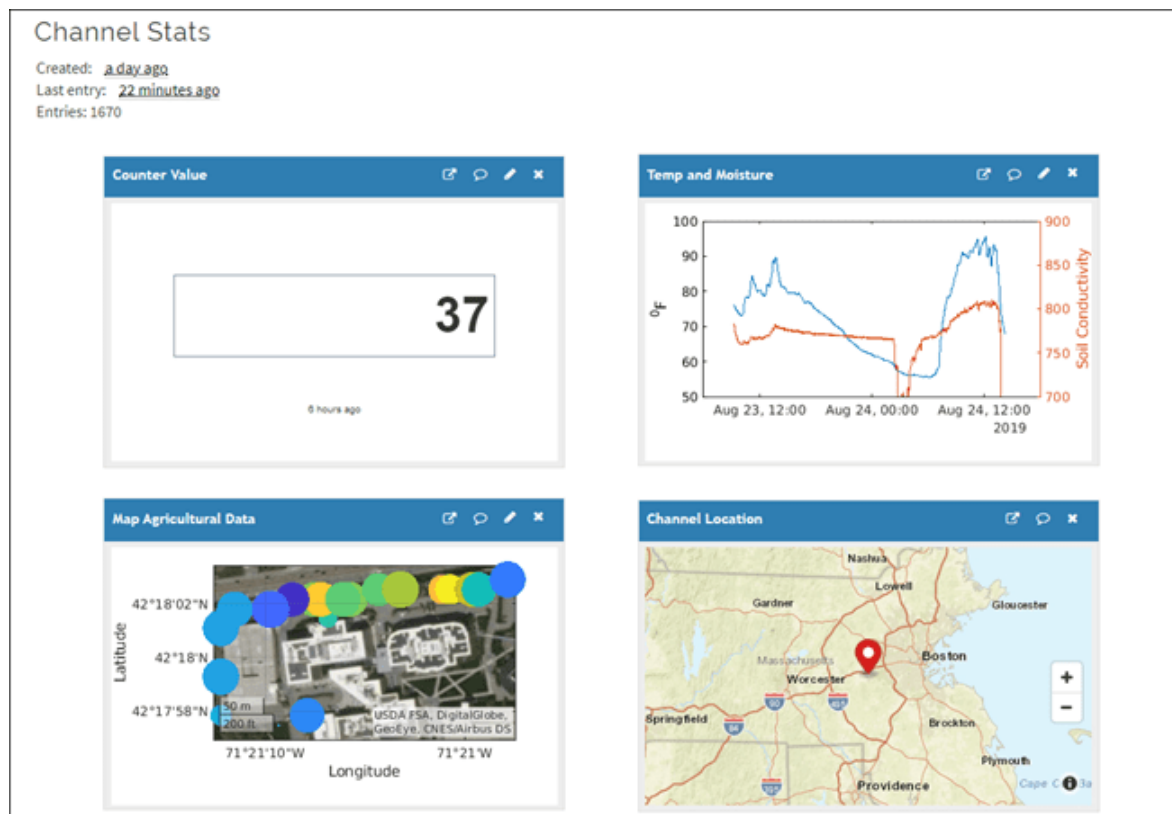 Channel Stats
Created: a day ago
Last entry: 22 minutes ago
Entries: 1670
Counter Value
37
6 hours ago
Temp and Moisture
100
90
80
70
60
50
°F
900
850
800
750
700
Soil Conductivity
Aug 23, 12:00 Aug 24, 00:00 Aug 24, 12:00
2019
Map Agricultural Data
42°18'02"N
42°18'N
42°17'58"N
Latitude
50 m
200 ft
USDA FSA, DigitalGlobe,
GeoEye, CNES/Airbus DS
71°21'10"W 71°21'W
Longitude
Channel Location
Nashua
Lowell
Gardner
Gloucester
Massachusetts
Boston
Worcester
+
−
90
495
Springfield
84
Brockton
Plymouth
Providence